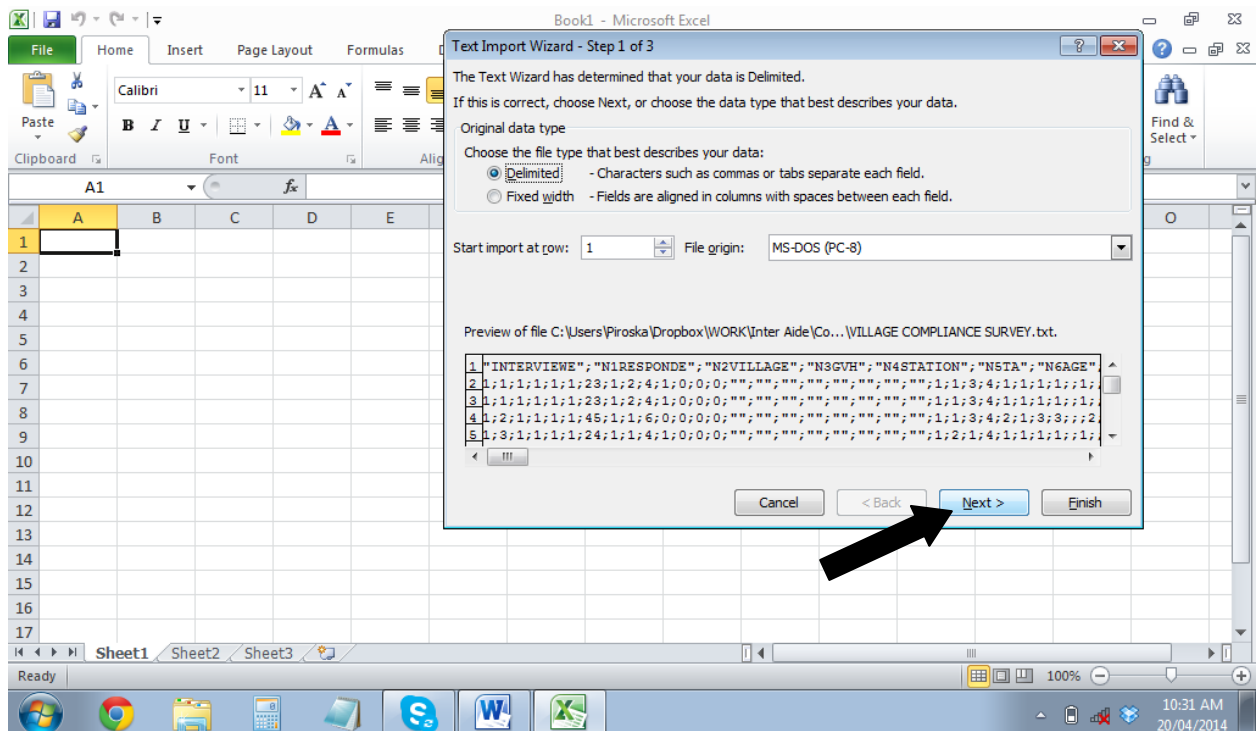 Book1 - Microsoft Excel
File Home Insert Page Layout Formulas
Text Import Wizard - Step 1 of 3
The Text Wizard has determined that your data is Delimited.
If this is correct, choose Next, or choose the data type that best describes your data.
Original data type
Choose the file type that best describes your data:
Delimited - Characters such as commas or tabs separate each field.
Fixed width - Fields are aligned in columns with spaces between each field.
Start import at row: 1 File origin: MS-DOS (PC-8)
Preview of file C:\Users\Piroska\Dropbox\WORK\Inter Aide\Co...\VILLAGE COMPLIANCE SURVEY.txt.
1 "INTERVIEWE";"N1RESPONDE";"N2VILLAGE";"N3GVH";"N4STATION";"N5TA";"N6AGE"
2 1;1;1;1;1;1;23;1;2;4;1;0;0;0;"";"";"";"";"";"";"";1;1;3;4;1;1;1;1;;1;
3 1;1;1;1;1;1;23;1;2;4;1;0;0;0;"";"";"";"";"";"";"";1;1;3;4;1;1;1;1;;1;
4 1;2;1;1;1;1;45;1;1;6;0;0;0;0;"";"";"";"";"";"";"";1;1;3;4;2;1;3;3;;;2
5 1;3;1;1;1;1;24;1;1;4;1;0;0;0;"";"";"";"";"";"";"";1;2;1;4;1;1;1;1;;1;
Cancel < Back Next > Finish
Calibri 11 A A
Paste B I U A
Clipboard Font Alig
Find &
Select
A1 fx
A B C D E O
1
2
3
4
5
6
7
8
9
10
11
12
13
14
15
16
17
Sheet1 Sheet2 Sheet3
Ready 100%
10:31 AM
20/04/2014